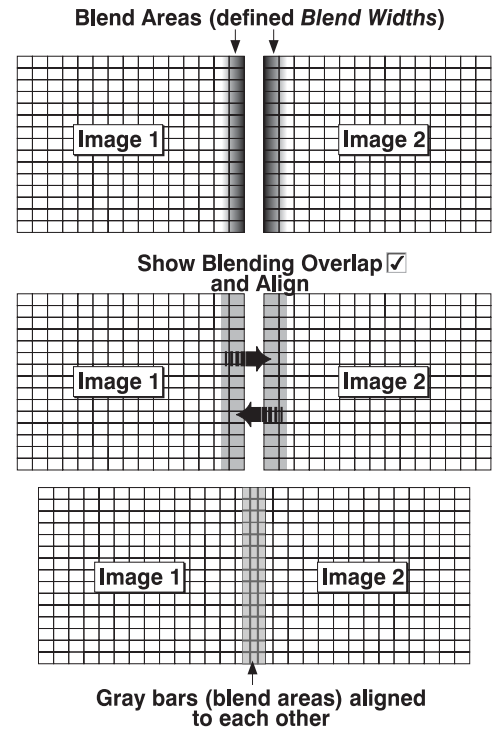 Blend Areas (defined Blend Widths)
Image 1
Image 2
Show Blending Overlap ☑
and Align
Image 1
Image 2
Image 1
Image 2
Gray bars (blend areas) aligned
to each other